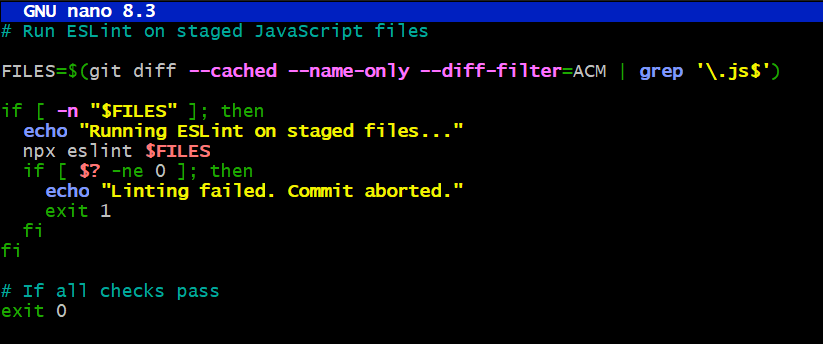 GNU nano 8.3
# Run ESLint on staged JavaScript files
FILES=$(git diff --cached --name-only --diff-filter=ACM | grep '\.js$')
if [ -n "$FILES" ]; then
  echo "Running ESLint on staged files..."
  npx eslint $FILES
  if [ $? -ne 0 ]; then
    echo "Linting failed. Commit aborted."
    exit 1
  fi
fi
# If all checks pass
exit 0